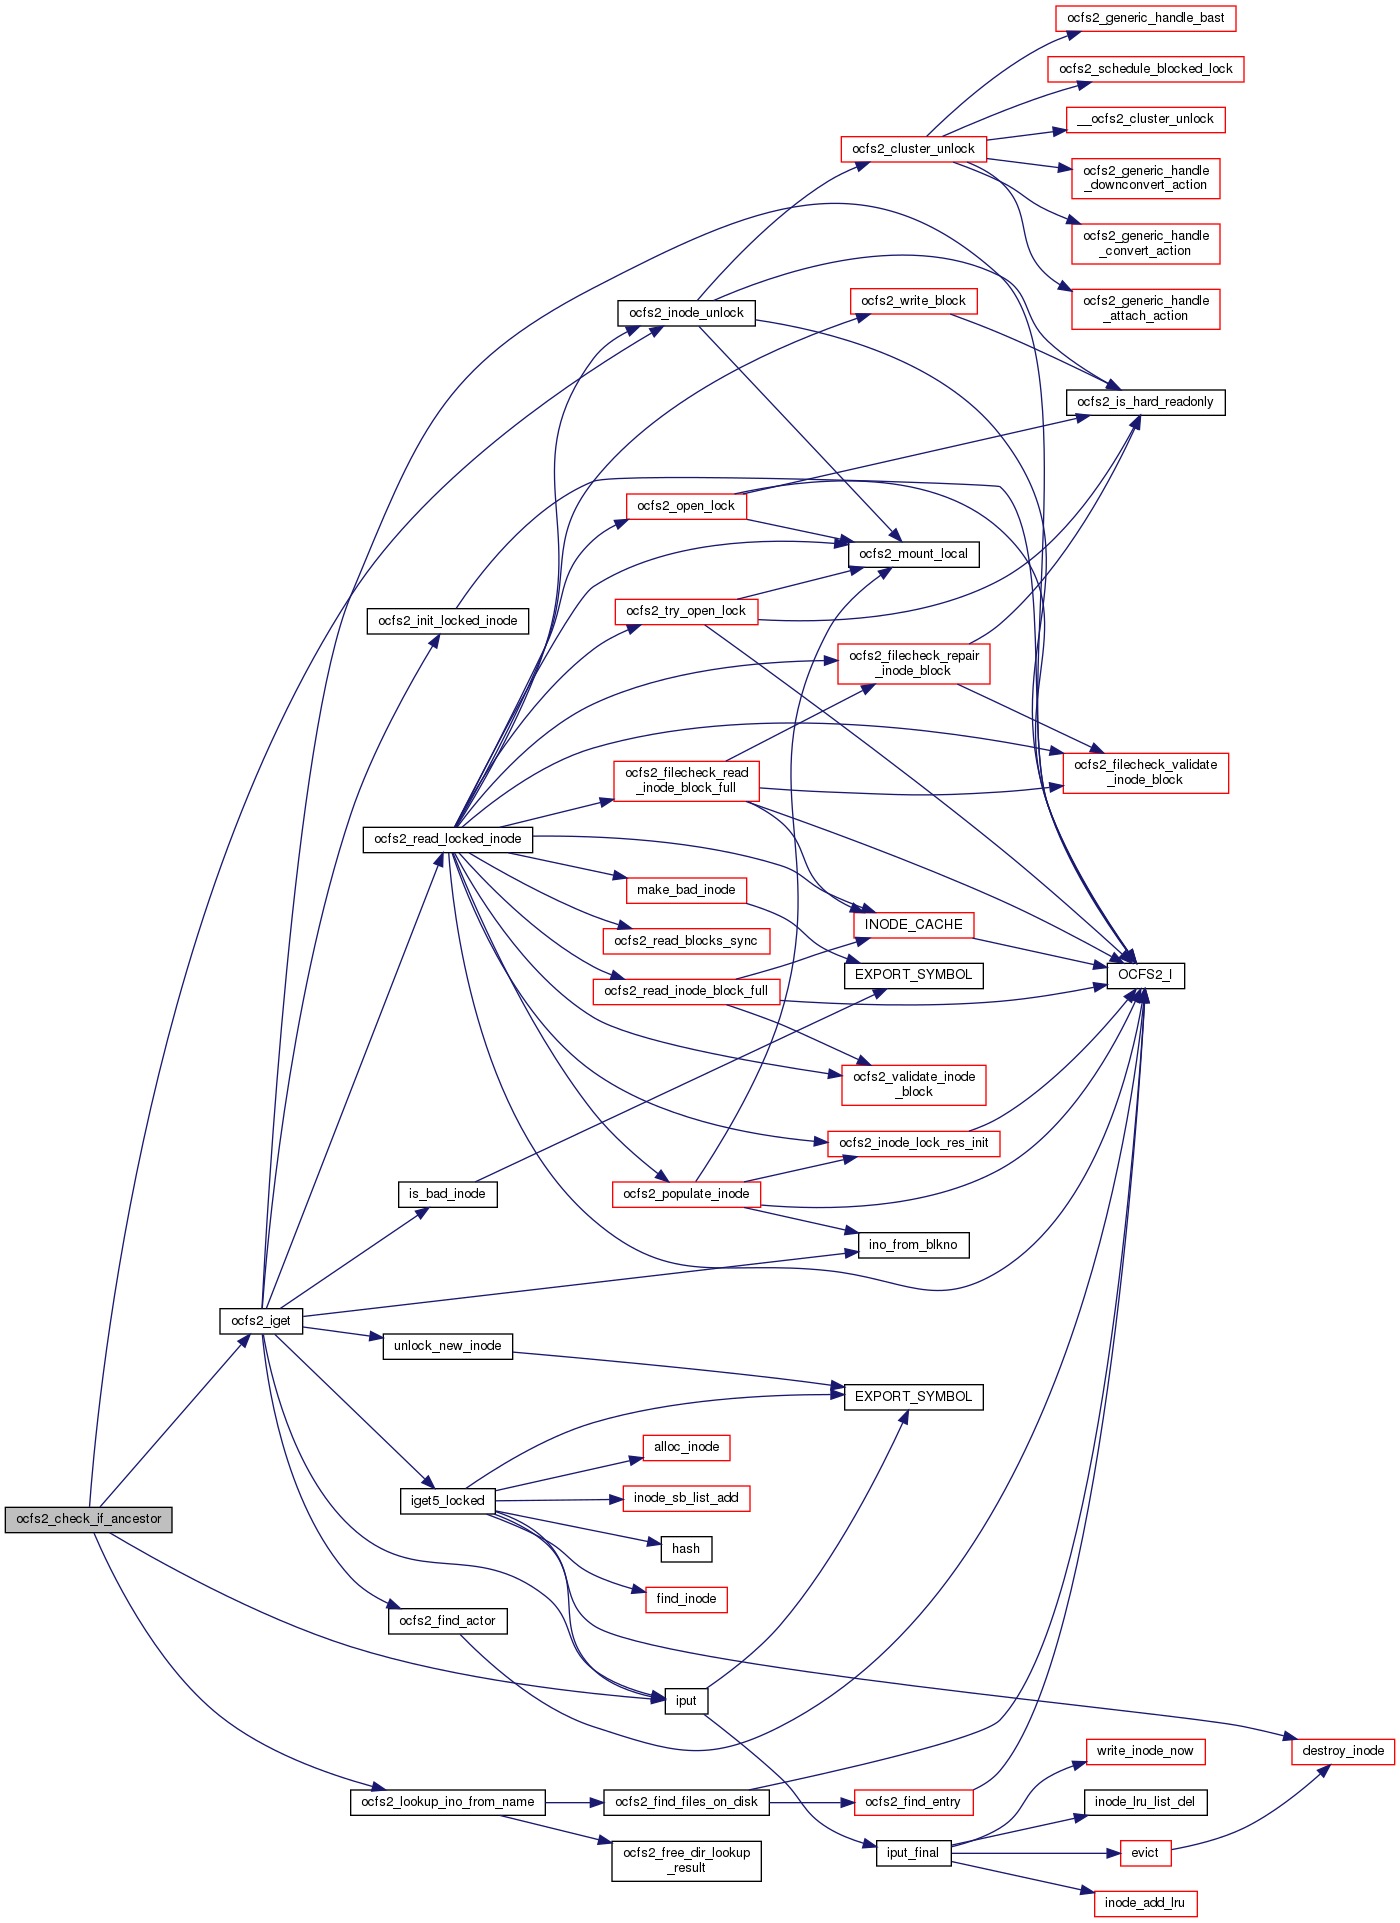 ocfs2_generic_handle_bast
ocfs2_schedule_blocked_lock
__ocfs2_cluster_unlock
ocfs2_cluster_unlock
ocfs2_generic_handle
_downconvert_action
ocfs2_generic_handle
_convert_action
ocfs2_generic_handle
_attach_action
ocfs2_inode_unlock
ocfs2_write_block
ocfs2_is_hard_readonly
ocfs2_open_lock
ocfs2_mount_local
ocfs2_init_locked_inode
ocfs2_try_open_lock
ocfs2_filecheck_repair
_inode_block
ocfs2_filecheck_validate
_inode_block
ocfs2_filecheck_read
_inode_block_full
ocfs2_read_locked_inode
make_bad_inode
INODE_CACHE
ocfs2_read_blocks_sync
EXPORT_SYMBOL
OCFS2_I
ocfs2_read_inode_block_full
ocfs2_validate_inode
_block
ocfs2_inode_lock_res_init
is_bad_inode
ocfs2_populate_inode
ino_from_blkno
ocfs2_iget
unlock_new_inode
EXPORT_SYMBOL
alloc_inode
iget5_locked
inode_sb_list_add
ocfs2_check_if_ancestor
hash
find_inode
ocfs2_find_actor
iput
write_inode_now
destroy_inode
ocfs2_lookup_ino_from_name
ocfs2_find_files_on_disk
ocfs2_find_entry
inode_lru_list_del
ocfs2_free_dir_lookup
_result
iput_final
evict
inode_add_lru